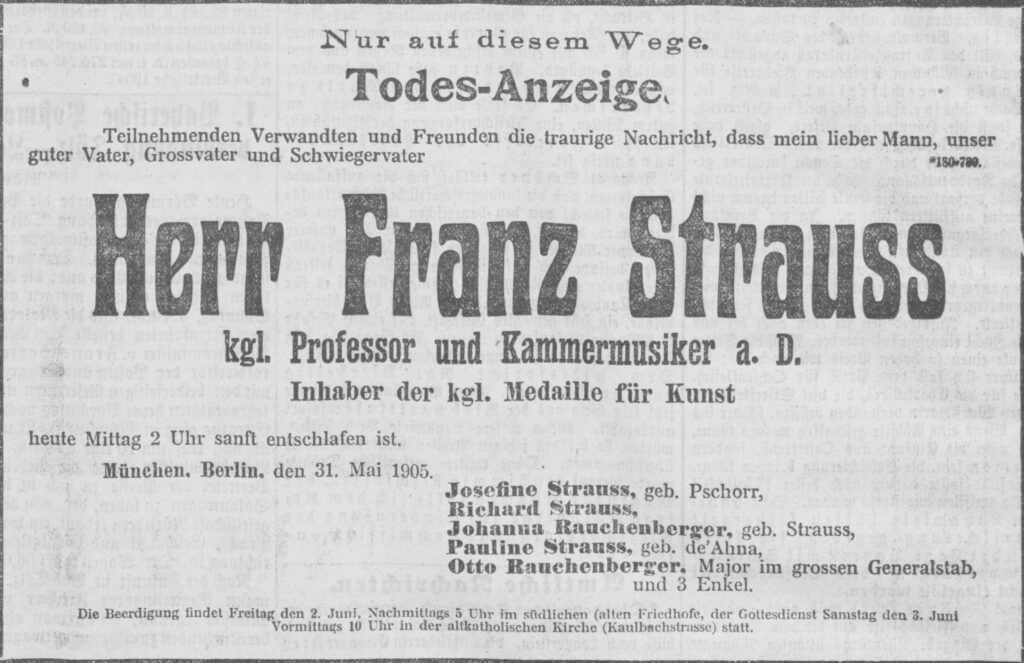 Nur auf diesem Wege.
Todes-Anzeige.
Teilnehmenden Verwandten und Freunden die traurige Nachricht, dass mein lieber Mann, unser
guter Vater, Grossvater und Schwiegervater
*180-790.
Herr Franz Strauss
kgl. Professor und Kammermusiker a. D.
Inhaber der kgl. Medaille für Kunst
heute Mittag 2 Uhr sanft entschlafen ist.
München, Berlin, den 31. Mai 1905.
Josefine Strauss, geb. Pschorr,
Richard Strauss,
Johanna Rauchenberger, geb. Strauss,
Pauline Strauss, geb. de'Ahna,
Otto Rauchenberger, Major im grossen Generalstab,
und 3 Enkel.
Die Beerdigung findet Freitag den 2. Juni, Nachmittags 5 Uhr im südlichen (alten Friedhofe, der Gottesdienst Samstag den 3. Juni
Vormittags 10 Uhr in der altkatholischen Kirche (Kaulbachstrasse) statt.